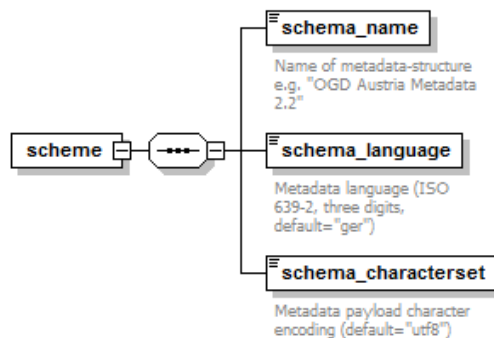 schema_name
Name of metadata-structure
e.g. "OGD Austria Metadata
2.2"
scheme
schema_language
Metadata language (ISO
639-2, three digits,
default="ger")
schema_characterset
Metadata payload character
encoding (default="utf8")